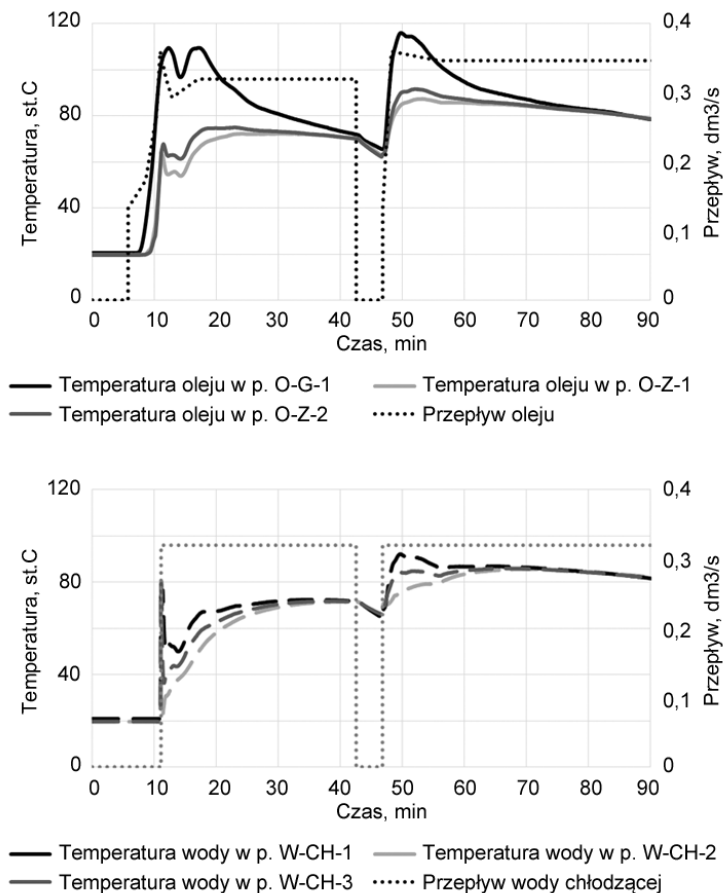 120
80
40
0
Temperatura, st.C
0,4
0,3
0,2
0,1
0
Przepływ, dm3/s
0 10 20 30 40 50 60 70 80 90
Czas, min
Temperatura oleju w p. O-G-1
Temperatura oleju w p. O-Z-1
Temperatura oleju w p. O-Z-2
Przepływ oleju
120
80
40
0
Temperatura, st.C
0,4
0,3
0,2
0,1
0
Przepływ, dm3/s
0 10 20 30 40 50 60 70 80 90
Czas, min
Temperatura wody w p. W-CH-1
Temperatura wody w p. W-CH-2
Temperatura wody w p. W-CH-3
Przepływ wody chłodzącej